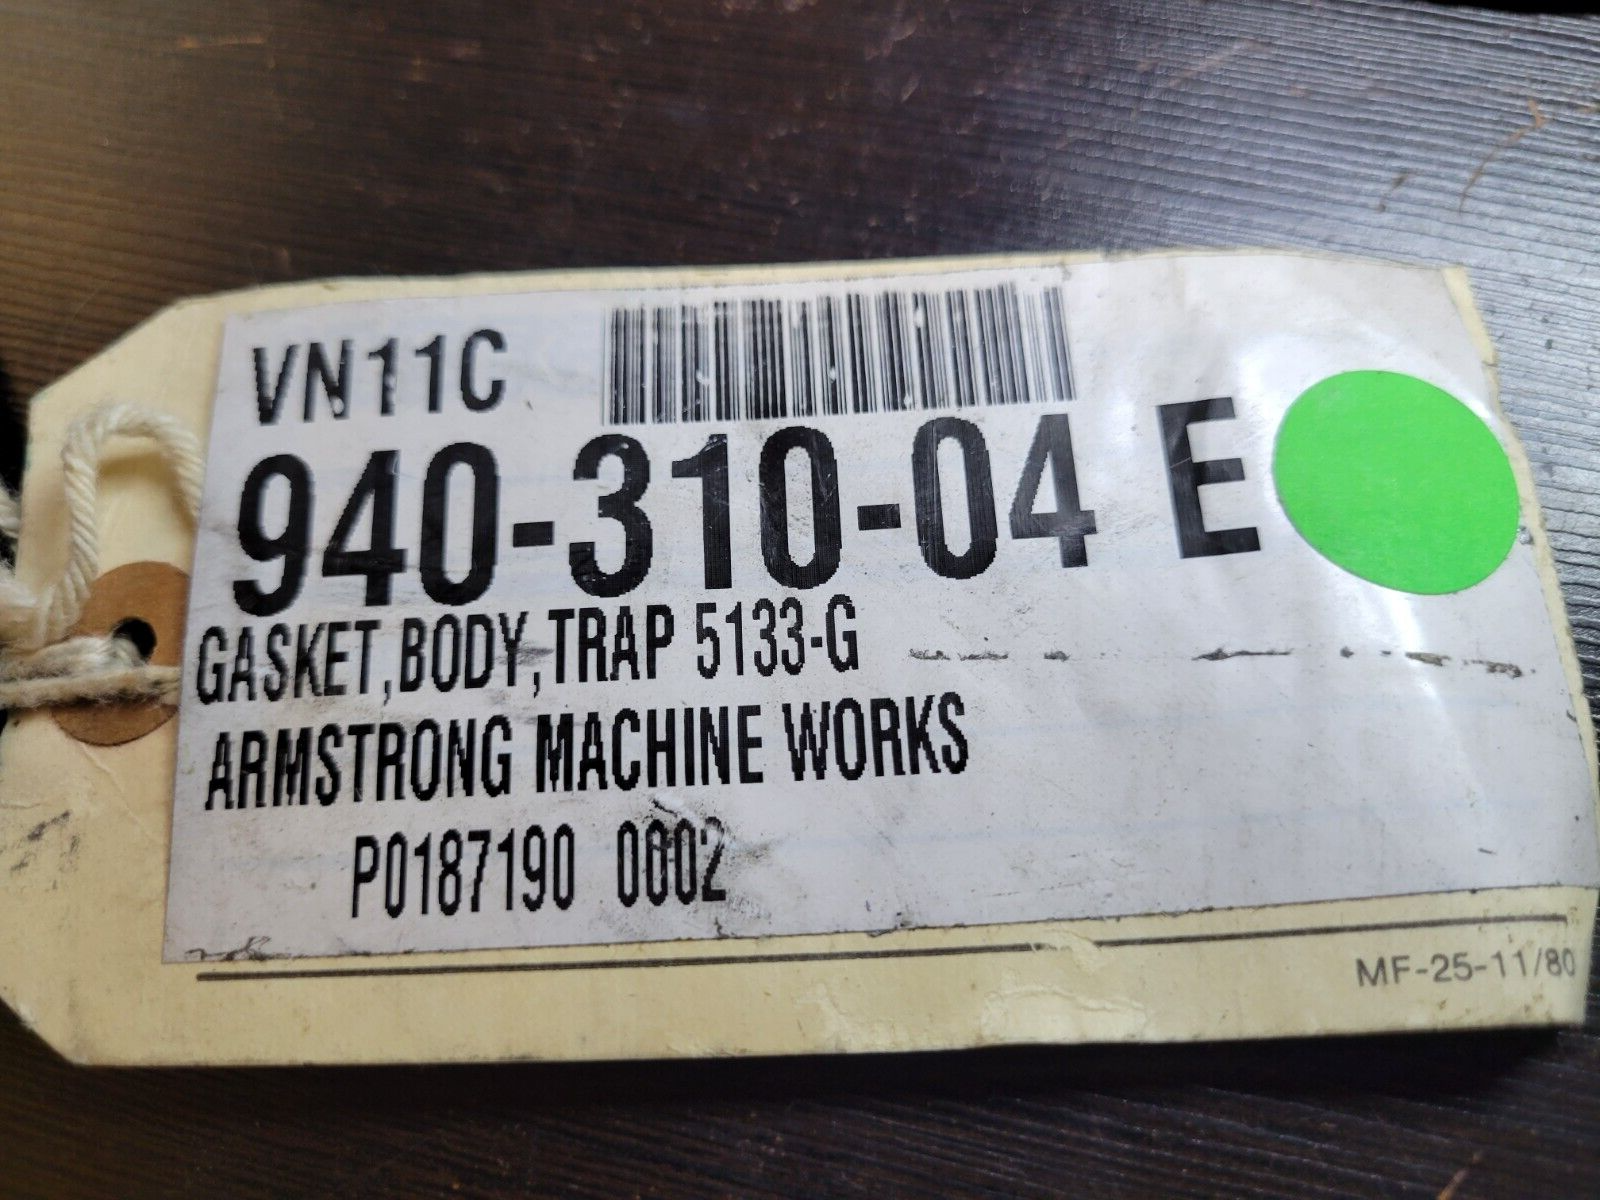 VN11C
940-310-04 E
GASKET,BODY,TRAP 5133-G
ARMSTRONG MACHINE WORKS
P0187190 0002
MF-25-11/80